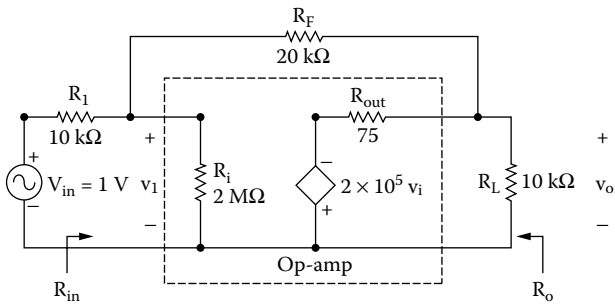 R_F
20 kΩ
R_1
10 kΩ
R_out
75
+
v_1
−
R_i
2 MΩ
−
+
2 × 10^5 v_i
+
−
V_in = 1 V
R_L
10 kΩ
+
v_o
−
Op-amp
R_in
R_o